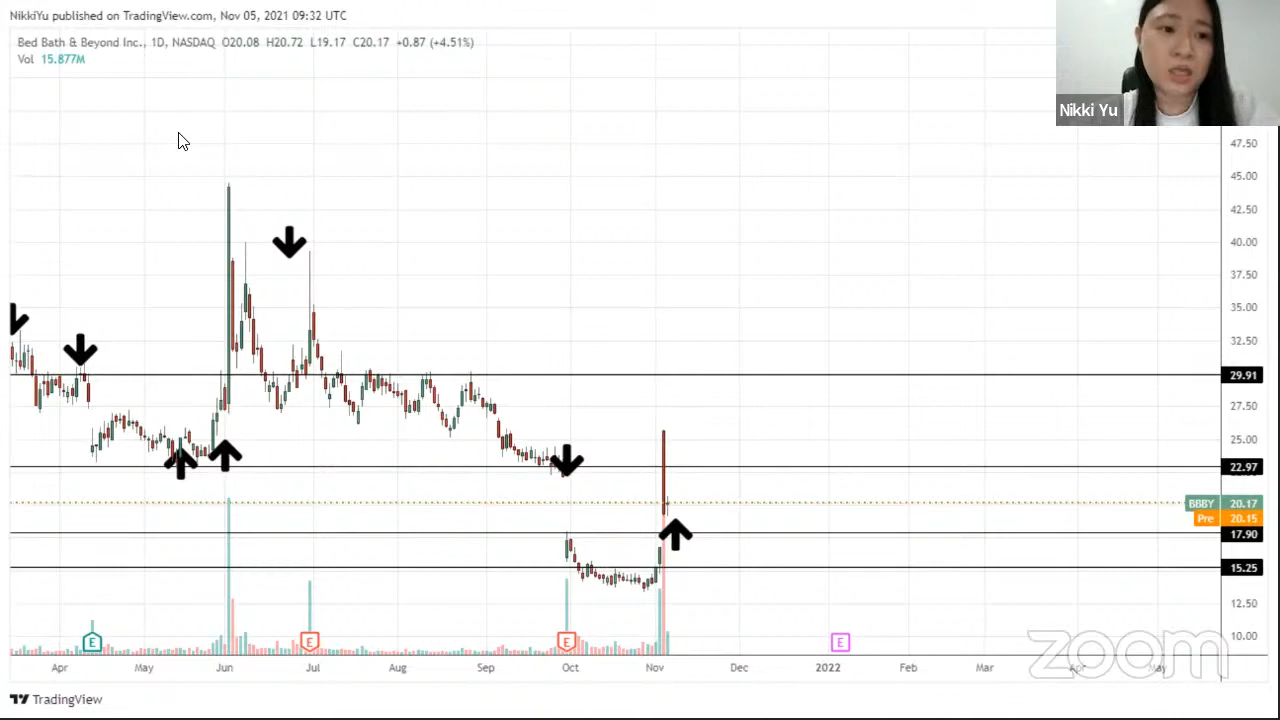 NikkiYu published on TradingView.com, Nov 05, 2021 09:32 UTC
Bed Bath & Beyond Inc., 1D, NASDAQ O20.08 H20.72 L19.17 C20.17 +0.87 (+4.51%)
Vol 15.877M
Nikki Yu
47.50
45.00
42.50
40.00
37.50
35.00
32.50
29.91
27.50
25.00
22.97
BBBY 20.17
Pre 20.15
17.90
15.25
12.50
10.00
E E E E
zoom
Apr May Jun Jul Aug Sep Oct Nov Dec 2022 Feb Mar Apr May
TradingView